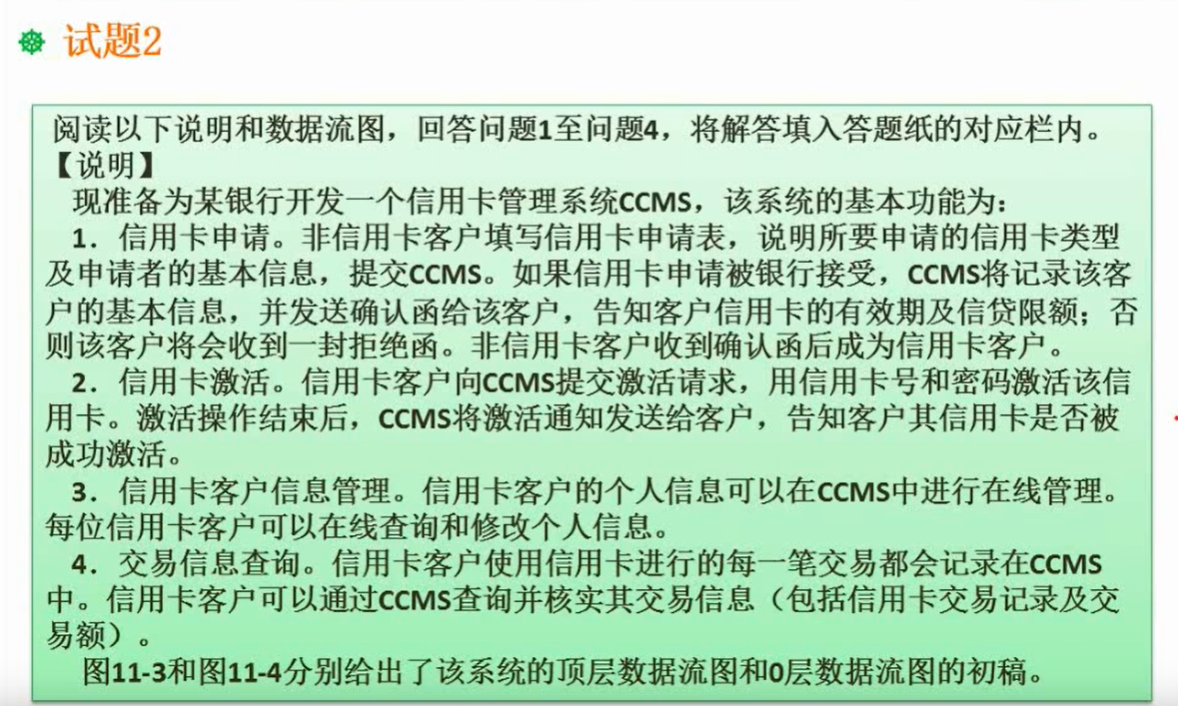 试题2
阅读以下说明和数据流图，回答问题1至问题4，将解答填入答题纸的对应栏内。
【说明】
现准备为某银行开发一个信用卡管理系统CCMS，该系统的基本功能为：
1．信用卡申请。非信用卡客户填写信用卡申请表，说明所要申请的信用卡类型
及申请者的基本信息，提交CCMS。如果信用卡申请被银行接受，CCMS将记录该客
户的基本信息，并发送确认函给该客户，告知客户信用卡的有效期及信贷限额；否
则该客户将会收到一封拒绝函。非信用卡客户收到确认函后成为信用卡客户。
2．信用卡激活。信用卡客户向CCMS提交激活请求，用信用卡号和密码激活该信
用卡。激活操作结束后，CCMS将激活通知发送给客户，告知客户其信用卡是否被
成功激活。
3．信用卡客户信息管理。信用卡客户的个人信息可以在CCMS中进行在线管理。
每位信用卡客户可以在线查询和修改个人信息。
4．交易信息查询。信用卡客户使用信用卡进行的每一笔交易都会记录在CCMS
中。信用卡客户可以通过CCMS查询并核实其交易信息（包括信用卡交易记录及交
易额）。
图11-3和图11-4分别给出了该系统的顶层数据流图和0层数据流图的初稿。